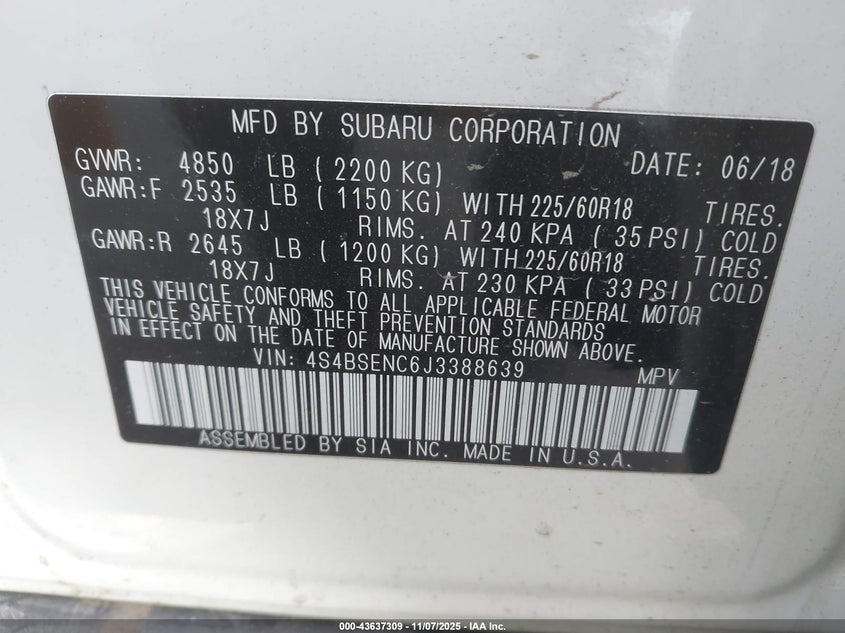 MFD BY SUBARU CORPORATION
GVWR: 4850 LB ( 2200 KG) DATE: 06/18
GAWR:F 2535 LB ( 1150 KG) WITH 225/60R18 TIRES.
18X7J RIMS. AT 240 KPA ( 35 PSI) COLD
GAWR:R 2645 LB ( 1200 KG) WITH 225/60R18 TIRES.
18X7J RIMS. AT 230 KPA ( 33 PSI) COLD
THIS VEHICLE CONFORMS TO ALL APPLICABLE FEDERAL MOTOR
VEHICLE SAFETY AND THEFT PREVENTION STANDARDS
IN EFFECT ON THE DATE OF MANUFACTURE SHOWN ABOVE.
VIN: 4S4BSENC6J3388639 MPV
ASSEMBLED BY SIA INC. MADE IN U.S.A.
000-43637309 - 11/07/2025 - IAA Inc.